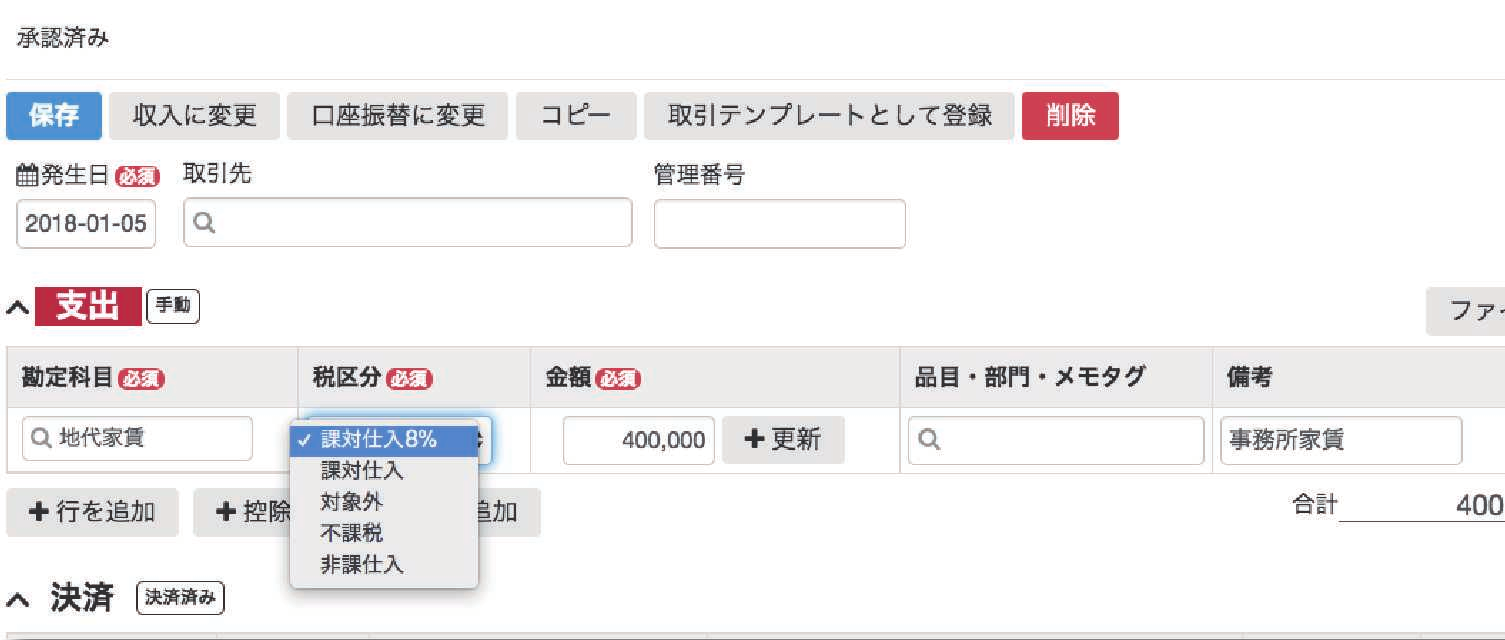 承認済み
保存 収入に変更 口座振替に変更 コピー 取引テンプレートとして登録 削除
発生日 必須 取引先 管理番号
2018-01-05
支出 手動 ファイ
勘定科目 必須 税区分 必須 金額 必須 品目・部門・メモタグ 備考
地代家賃 課対仕入8% 400,000 +更新 事務所家賃
課対仕入
対象外
不課税
非課仕入
+行を追加 +控除 追加 合計 400
決済 決済済み